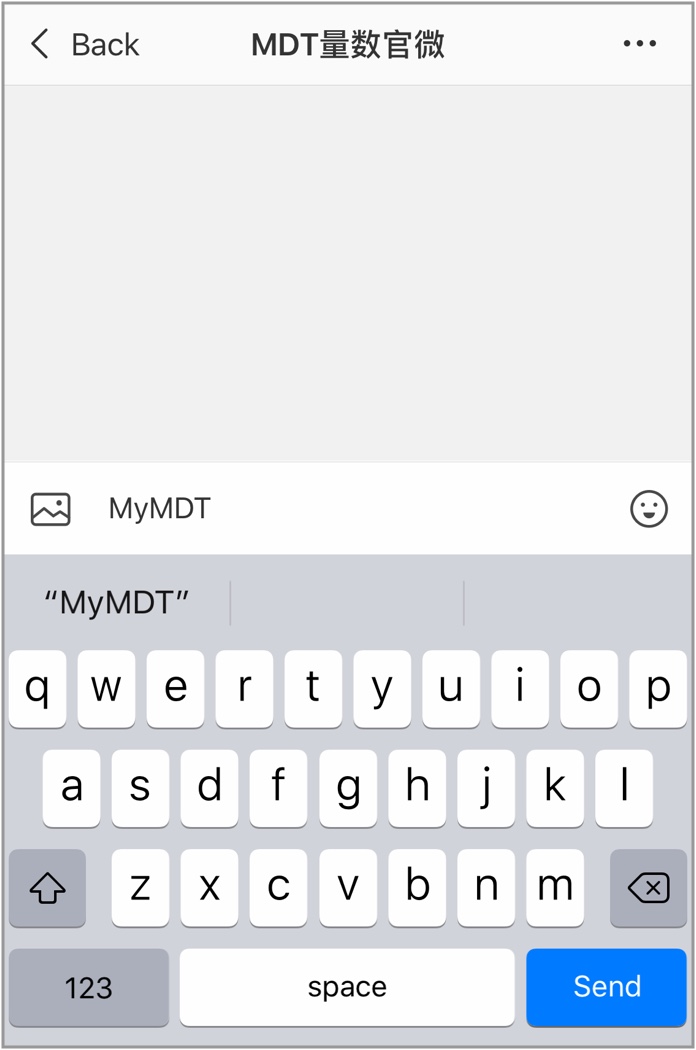 Back MDT量数官微
MyMDT
“MyMDT”
q w e r t y u i o p
a s d f g h j k l
z x c v b n m
123 space Send